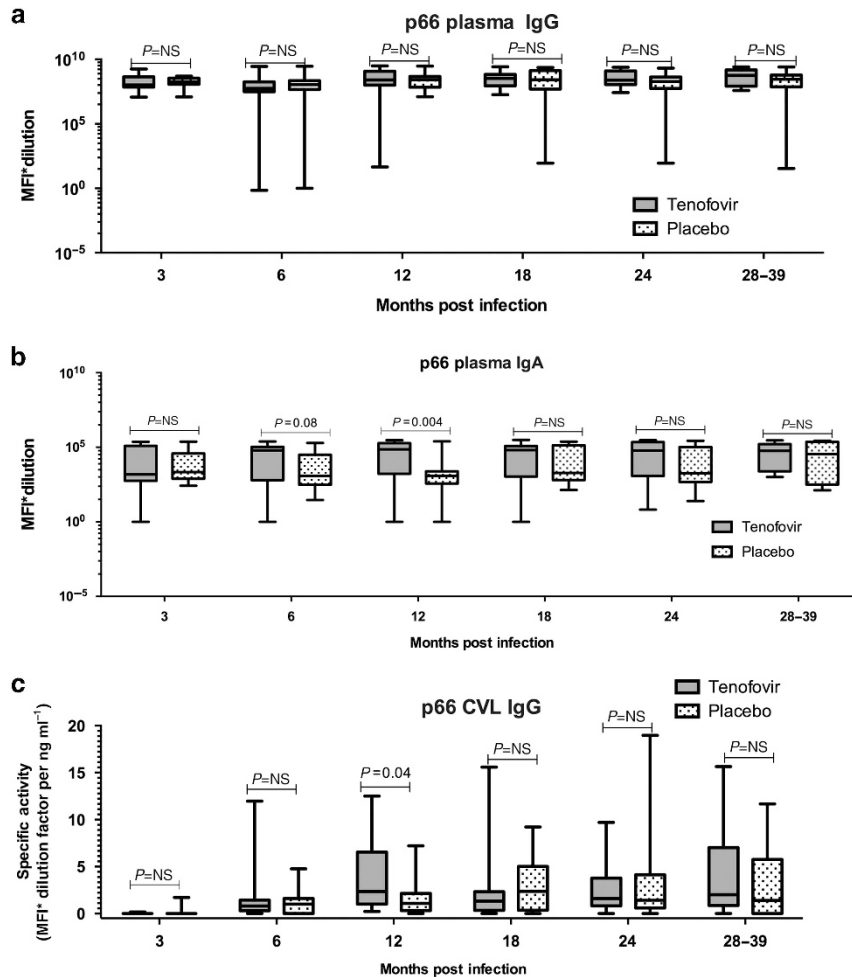 a
p66 plasma IgG
P=NS P=NS P=NS P=NS P=NS P=NS
10^10
10^5
10^0
10^–5
MFI*dilution
Tenofovir
Placebo
3 6 12 18 24 28–39
Months post infection
b
p66 plasma IgA
P=NS P=0.08 P=0.004 P=NS P=NS P=NS
10^10
10^5
10^0
10^–5
MFI*dilution
Tenofovir
Placebo
3 6 12 18 24 28–39
Months post infection
c
p66 CVL IgG
Tenofovir
Placebo
P=NS P=NS P=0.04 P=NS P=NS P=NS
20
15
10
5
0
Specific activity
(MFI* dilution factor per ng ml^–1)
3 6 12 18 24 28–39
Months post infection